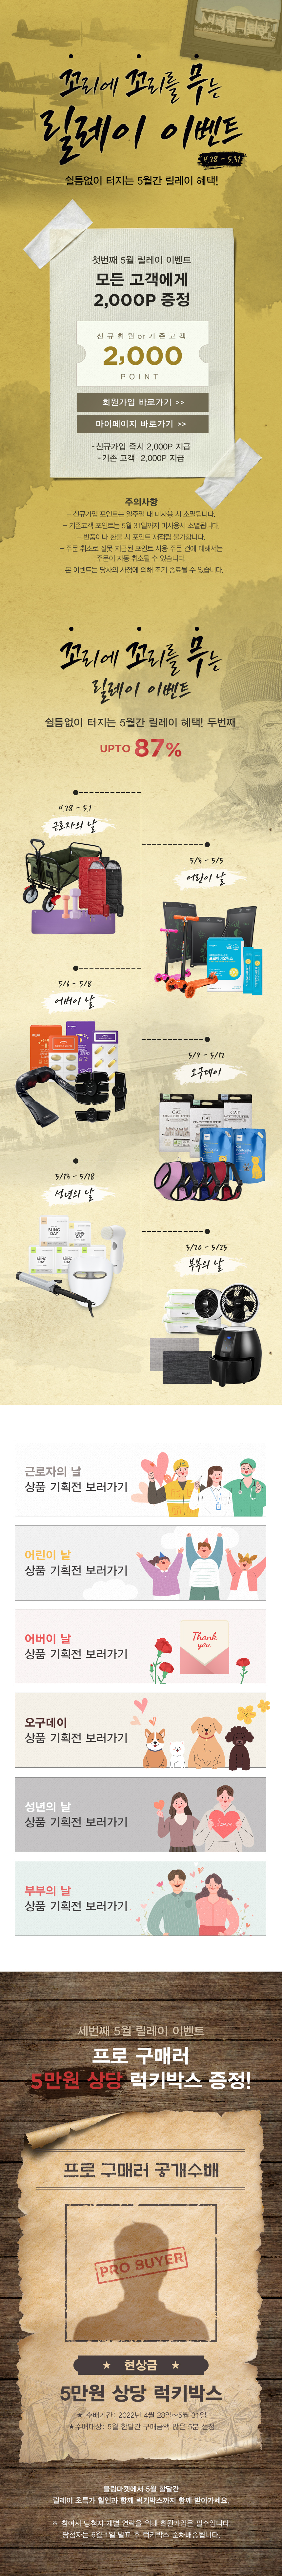 꼬리에 꼬리를 무는
릴레이 이벤트
4.28 ~ 5.31
쉴틈없이 터지는 5월간 릴레이 혜택!
첫번째 5월 릴레이 이벤트
모든 고객에게
2,000P 증정
신규회원 or 기존고객
2,000
POINT
회원가입 바로가기 >>
마이페이지 바로가기 >>
-신규가입 즉시 2,000P 지급
-기존 고객 2,000P 지급
주의사항
- 신규가입 포인트는 일주일 내 미사용 시 소멸됩니다.
- 기존고객 포인트는 5월 31일까지 미사용시 소멸됩니다.
- 반품이나 환불 시 포인트 재적립 불가합니다.
- 주문 취소로 잘못 지급된 포인트 사용 주문 건에 대해서는
주문이 자동 취소될 수 있습니다.
- 본 이벤트는 당사의 사정에 의해 조기 종료될 수 있습니다.
꼬리에 꼬리를 무는
릴레이 이벤트
쉴틈없이 터지는 5월간 릴레이 혜택! 두번째
UPTO 87%
4.28 ~ 5.1
근로자의 날
5/4 ~ 5/5
어린이 날
5/6 ~ 5/8
어버이 날
5/9 ~ 5/12
오구데이
CAT
CAT
BLING
DAY
BLING
DAY
5/14 ~ 5/18
성년의 날
5/20 ~ 5/25
부부의 날
근로자의 날
상품 기획전 보러가기
어린이 날
상품 기획전 보러가기
어버이 날
상품 기획전 보러가기
Thank
you
오구데이
상품 기획전 보러가기
성년의 날
상품 기획전 보러가기
love
부부의 날
상품 기획전 보러가기
세번째 5월 릴레이 이벤트
프로 구매러
5만원 상당 럭키박스 증정!
프로 구매러 공개수배
PRO BUYER
★ 현상금 ★
5만원 상당 럭키박스
★ 수배기간: 2022년 4월 28일~5월 31일
★수배대상: 5월 한달간 구매금액 많은 5분 선정
블링마켓에서 5월 한달간
릴레이 초특가 할인과 함께 럭키박스까지 함께 받아가세요.
※ 참여시 당첨자 개별 연락을 위해 회원가입은 필수입니다.
당첨자는 6월 1일 발표 후 럭키박스 순차배송됩니다.